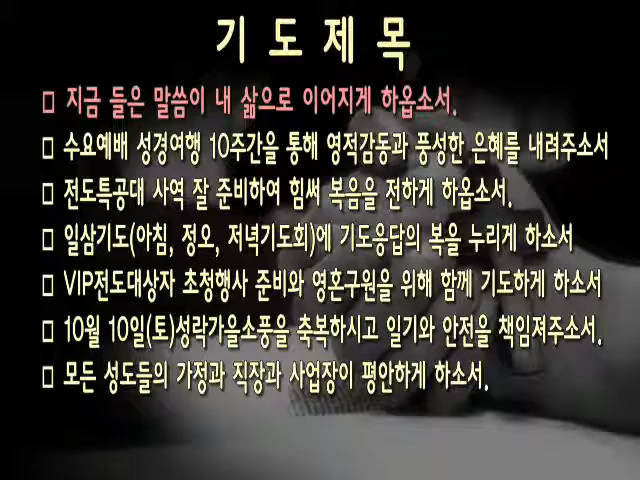 기 도 제 목
□ 지금 들은 말씀이 내 삶으로 이어지게 하옵소서.
□ 수요예배 성경여행 10주간을 통해 영적감동과 풍성한 은혜를 내려주소서
□ 전도특공대 사역 잘 준비하여 힘써 복음을 전하게 하옵소서.
□ 일삼기도(아침, 정오, 저녁기도회)에 기도응답의 복을 누리게 하소서
□ VIP전도대상자 초청행사 준비와 영혼구원을 위해 함께 기도하게 하소서
□ 10월 10일(토)성락가을소풍을 축복하시고 일기와 안전을 책임져주소서.
□ 모든 성도들의 가정과 직장과 사업장이 평안하게 하소서.